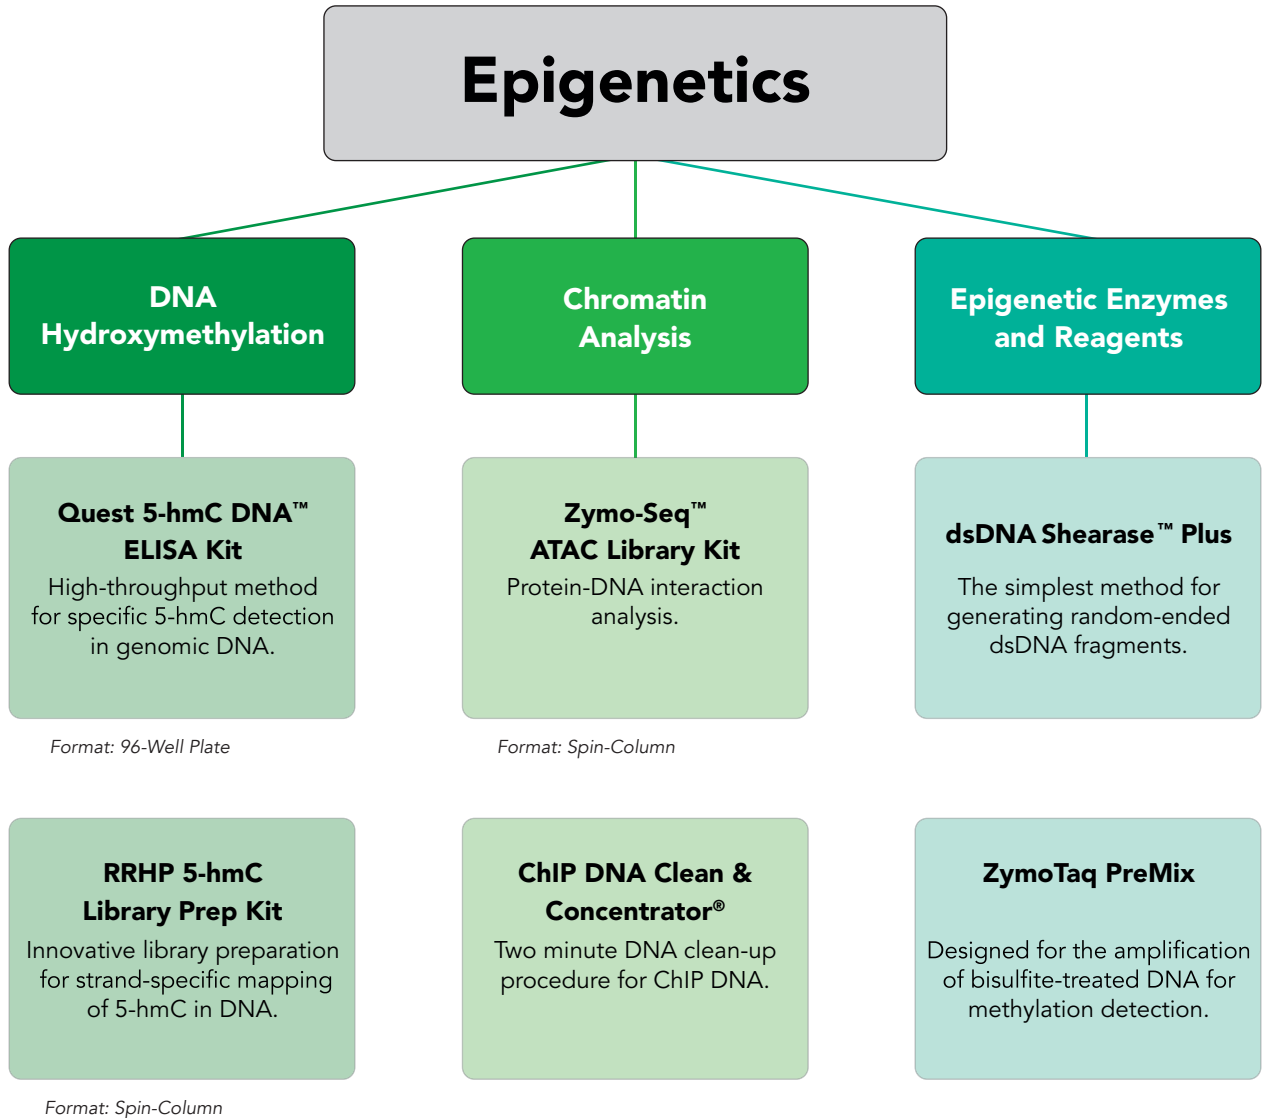 Epigenetics
DNA
Hydroxymethylation
Chromatin
Analysis
Epigenetic Enzymes
and Reagents
Quest 5-hmC DNA™
ELISA Kit
High-throughput method
for specific 5-hmC detection
in genomic DNA.
Format: 96-Well Plate
Zymo-Seq™
ATAC Library Kit
Protein-DNA interaction
analysis.
Format: Spin-Column
dsDNA Shearase™ Plus
The simplest method for
generating random-ended
dsDNA fragments.
RRHP 5-hmC
Library Prep Kit
Innovative library preparation
for strand-specific mapping
of 5-hmC in DNA.
Format: Spin-Column
ChIP DNA Clean &
Concentrator®
Two minute DNA clean-up
procedure for ChIP DNA.
ZymoTaq PreMix
Designed for the amplification
of bisulfite-treated DNA for
methylation detection.